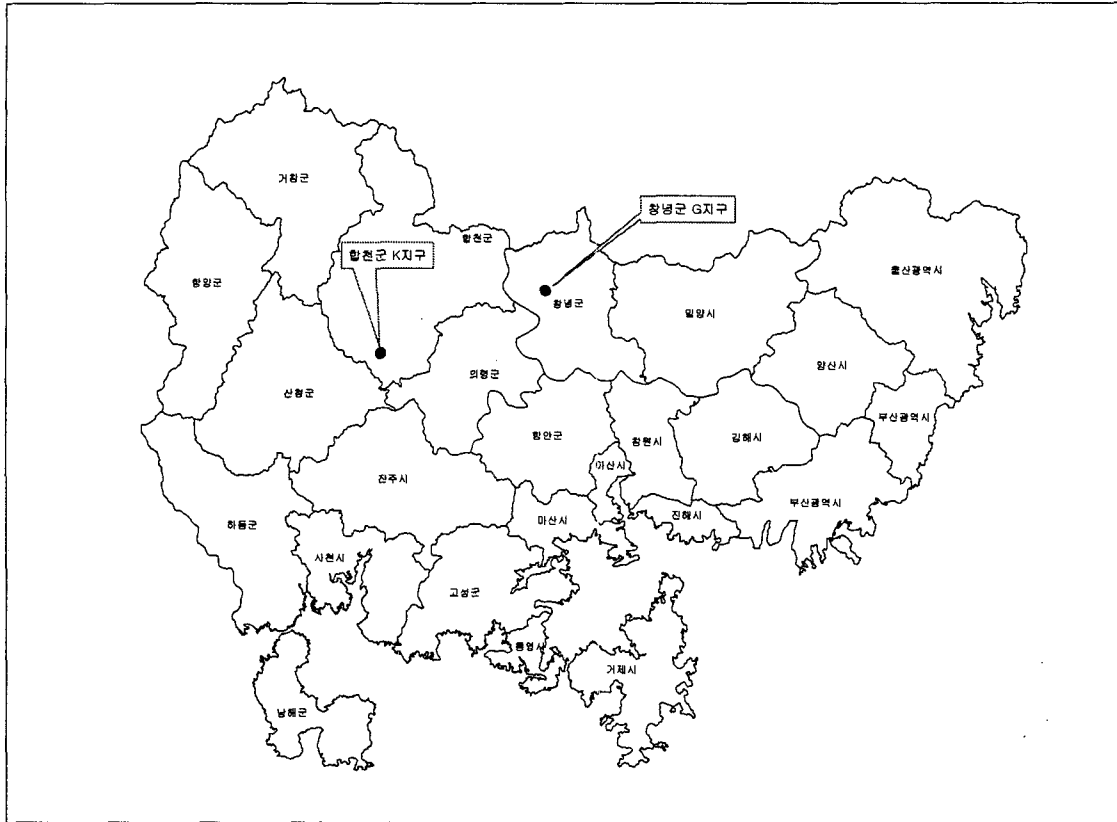 거창군
창녕군 G지구
합천군
합천군 K지구
함양군
울산광역시
창녕군
밀양시
양산시
의령군
산청군
부산광역시
함안군
창원시
김해시
마산시
진주시
부산광역시
마산시
진해시
하동군
사천시
고성군
통영시
거제시
남해군